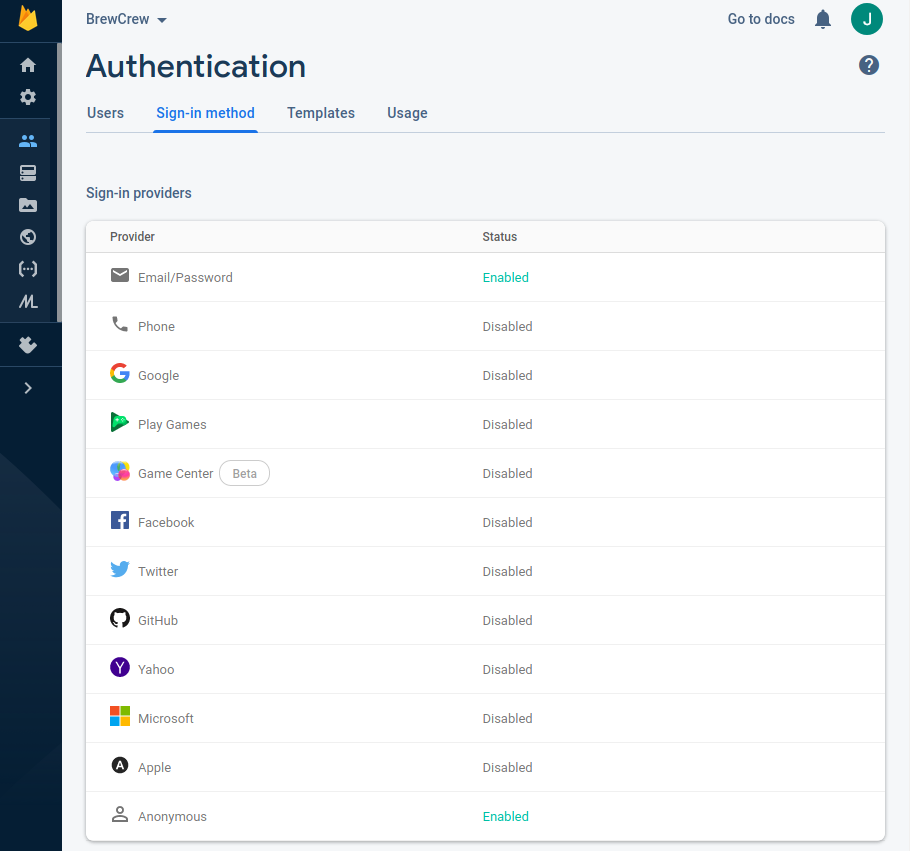 BrewCrew
Go to docs
J
Authentication
?
Users Sign-in method Templates Usage
Sign-in providers
Provider Status
Email/Password Enabled
Phone Disabled
Google Disabled
Play Games Disabled
Game Center Beta Disabled
Facebook Disabled
Twitter Disabled
GitHub Disabled
Yahoo Disabled
Microsoft Disabled
Apple Disabled
Anonymous Enabled